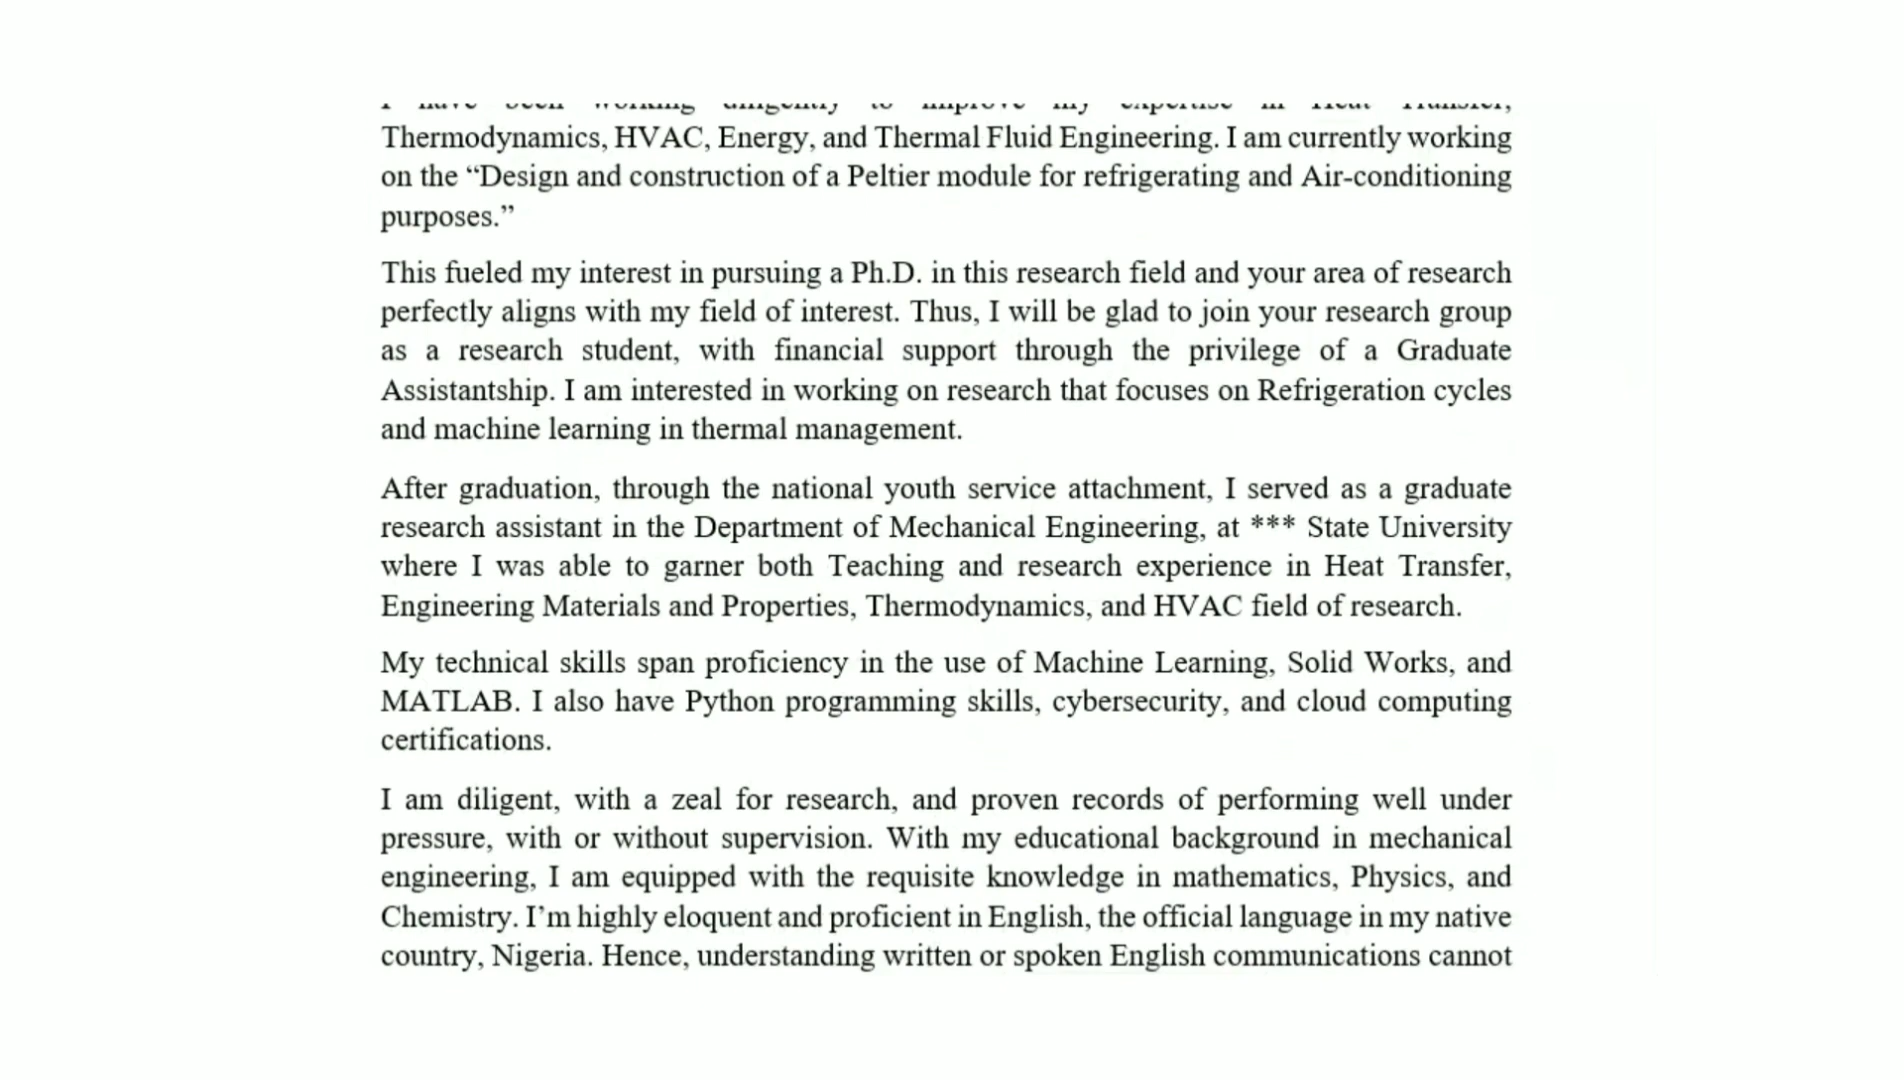 I have been working diligently to improve my expertise in Heat Transfer,
Thermodynamics, HVAC, Energy, and Thermal Fluid Engineering. I am currently working
on the “Design and construction of a Peltier module for refrigerating and Air-conditioning
purposes.”
This fueled my interest in pursuing a Ph.D. in this research field and your area of research
perfectly aligns with my field of interest. Thus, I will be glad to join your research group
as a research student, with financial support through the privilege of a Graduate
Assistantship. I am interested in working on research that focuses on Refrigeration cycles
and machine learning in thermal management.
After graduation, through the national youth service attachment, I served as a graduate
research assistant in the Department of Mechanical Engineering, at *** State University
where I was able to garner both Teaching and research experience in Heat Transfer,
Engineering Materials and Properties, Thermodynamics, and HVAC field of research.
My technical skills span proficiency in the use of Machine Learning, Solid Works, and
MATLAB. I also have Python programming skills, cybersecurity, and cloud computing
certifications.
I am diligent, with a zeal for research, and proven records of performing well under
pressure, with or without supervision. With my educational background in mechanical
engineering, I am equipped with the requisite knowledge in mathematics, Physics, and
Chemistry. I’m highly eloquent and proficient in English, the official language in my native
country, Nigeria. Hence, understanding written or spoken English communications cannot